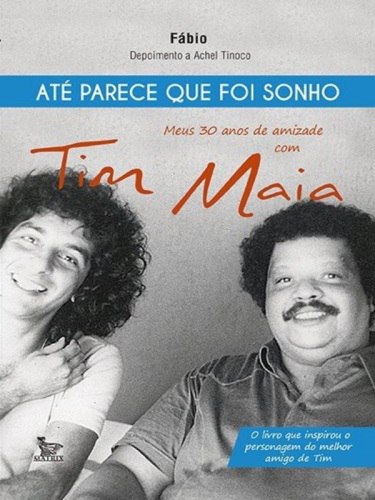 Fábio
Depoimento a Achel Tinoco
ATÉ PARECE QUE FOI SONHO
Meus 30 anos de amizade
com
Tim Maia
O livro que inspirou o
personagem do melhor
amigo de Tim
MATRIX